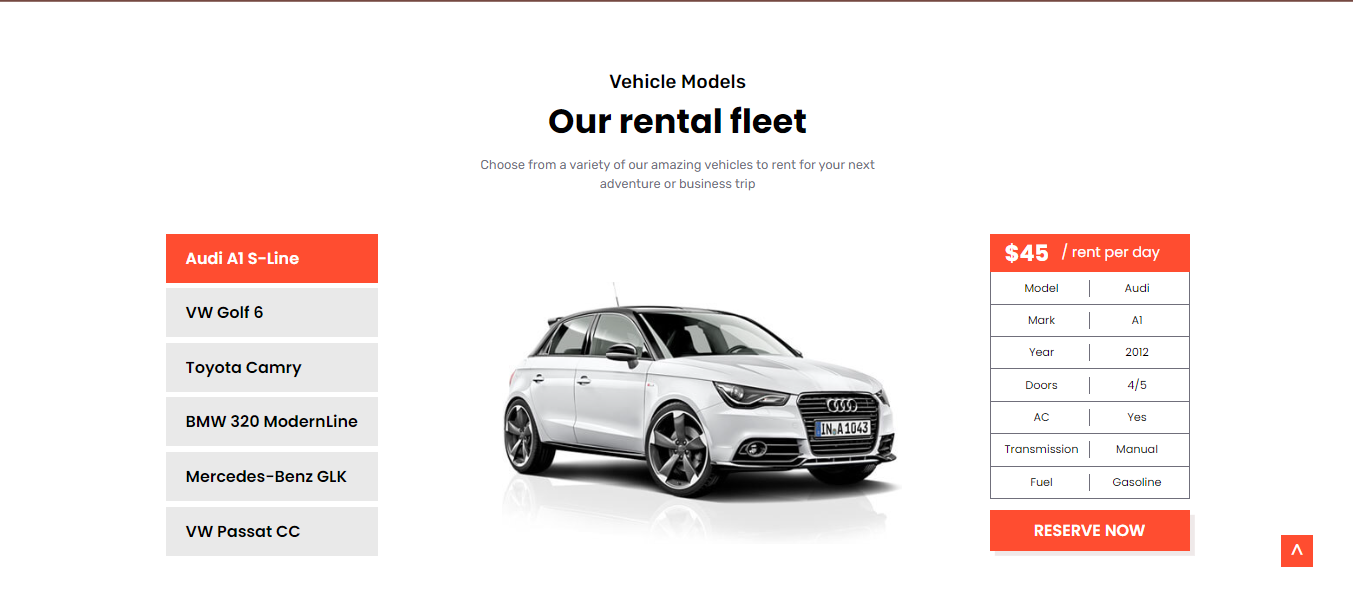 Vehicle Models
Our rental fleet
Choose from a variety of our amazing vehicles to rent for your next
adventure or business trip
Audi A1 S-Line
VW Golf 6
Toyota Camry
BMW 320 ModernLine
Mercedes-Benz GLK
VW Passat CC
IN A 1043
$45 / rent per day
Model Audi
Mark A1
Year 2012
Doors 4/5
AC Yes
Transmission Manual
Fuel Gasoline
RESERVE NOW